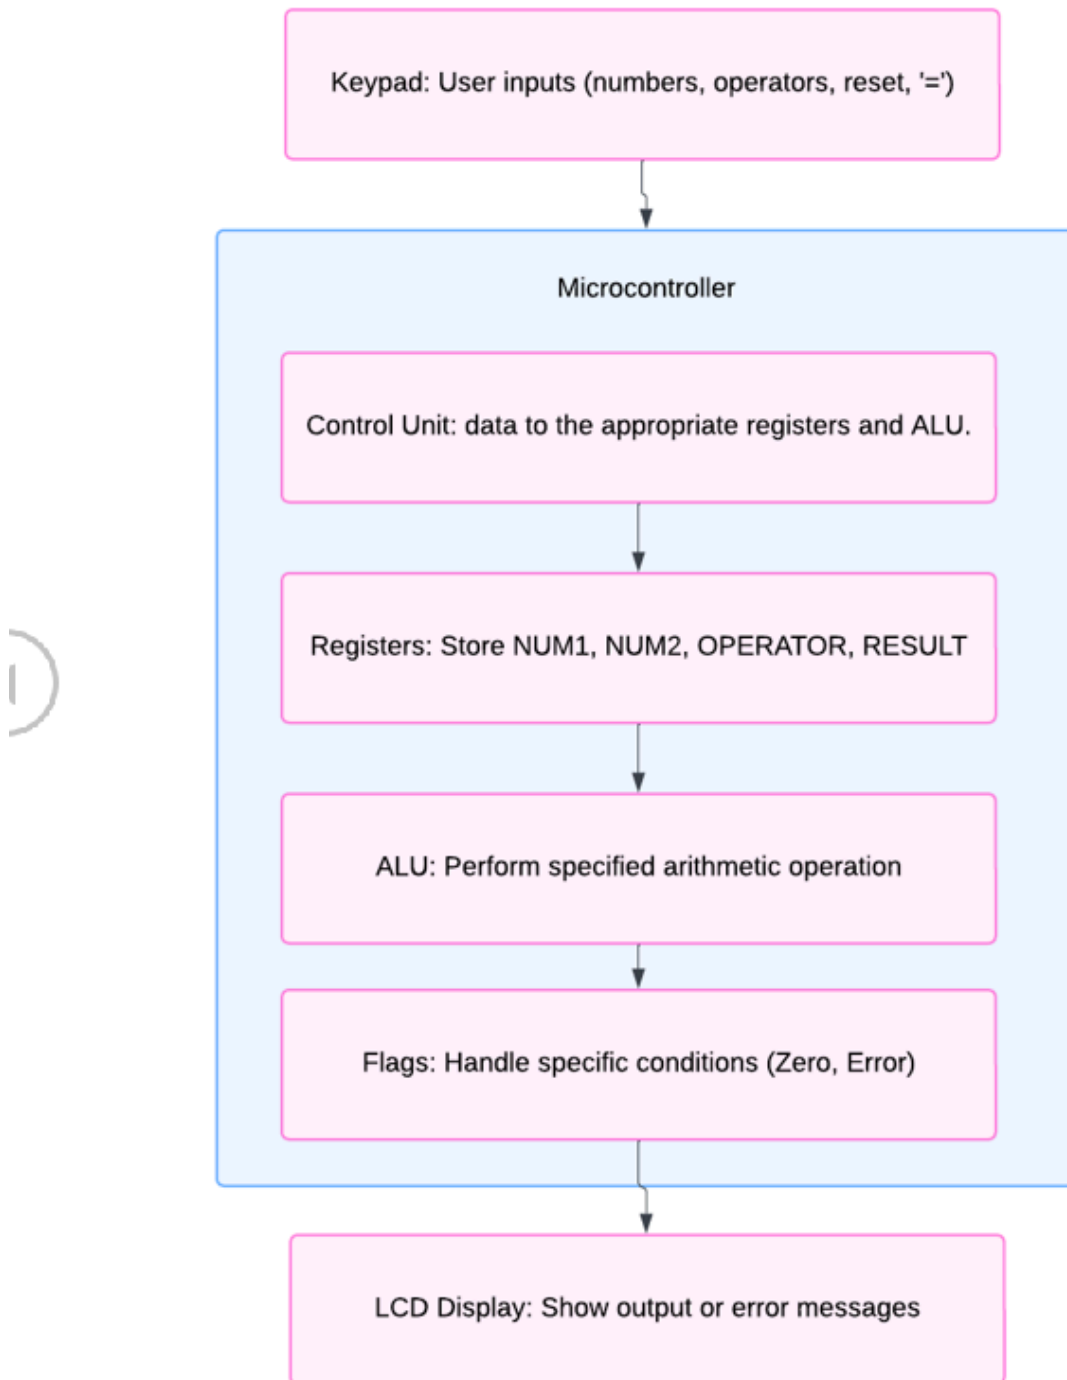 Keypad: User inputs (numbers, operators, reset, '=')
Microcontroller
Control Unit: data to the appropriate registers and ALU.
Registers: Store NUM1, NUM2, OPERATOR, RESULT
ALU: Perform specified arithmetic operation
Flags: Handle specific conditions (Zero, Error)
LCD Display: Show output or error messages